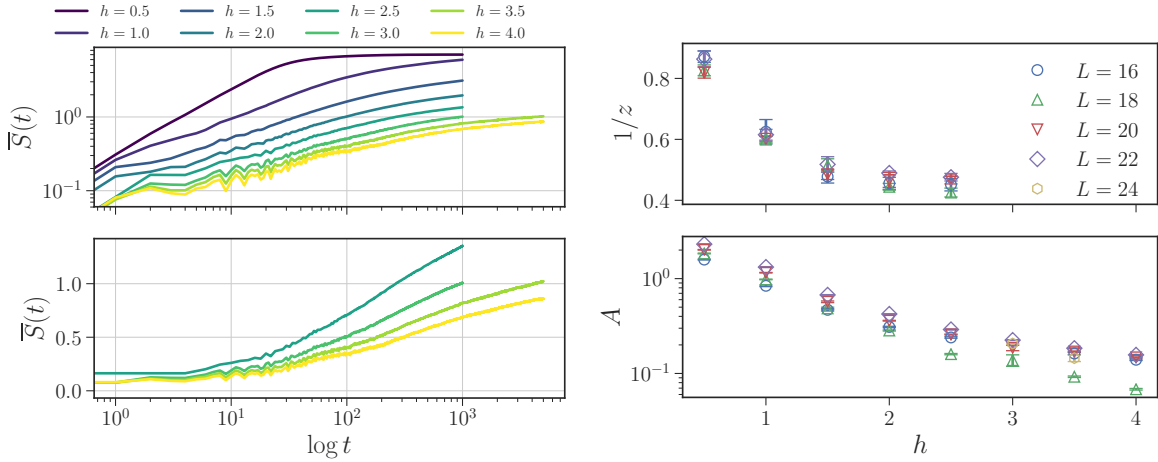 h = 0.5 h = 1.5 h = 2.5 h = 3.5
h = 1.0 h = 2.0 h = 3.0 h = 4.0
S̅(t)
10⁰
10⁻¹
S̅(t)
1.0
0.5
0.0
10⁰ 10¹ 10² 10³
log t
1/z
0.8
0.6
0.4
L = 16
L = 18
L = 20
L = 22
L = 24
A
10⁰
10⁻¹
1 2 3 4
h